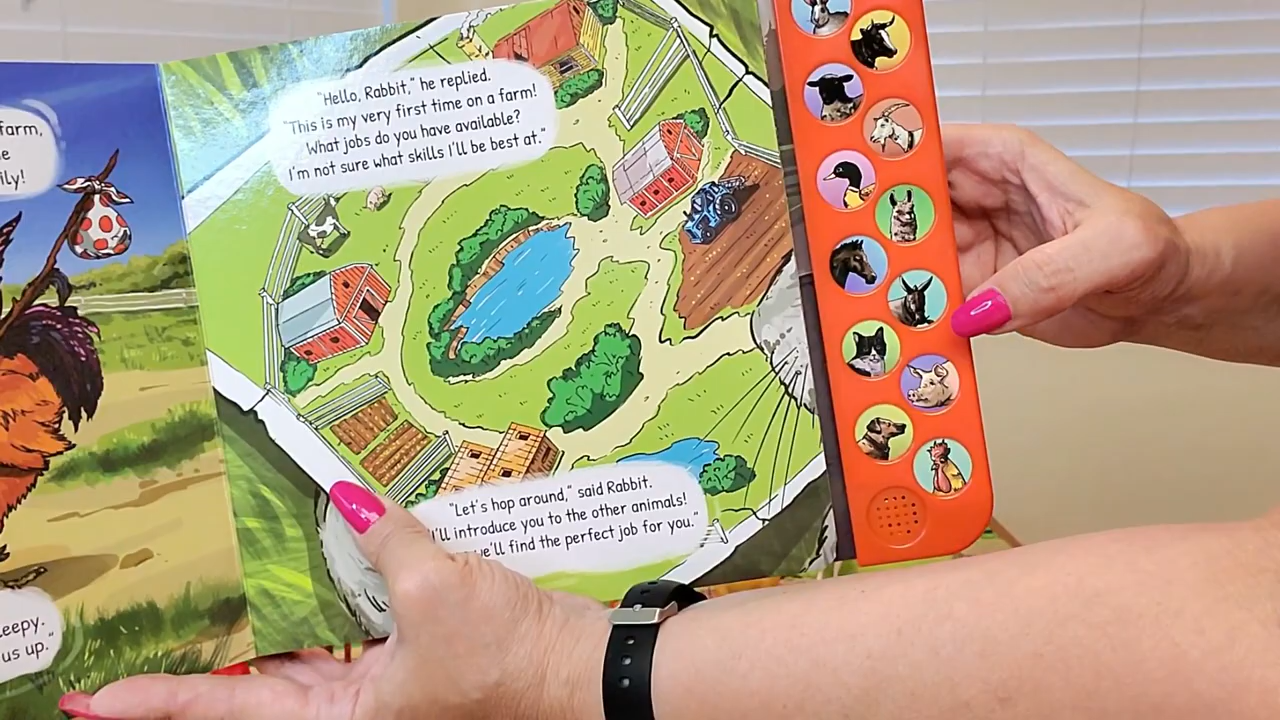 farm,
ily!
"Hello, Rabbit," he replied.
"This is my very first time on a farm!
What jobs do you have available?
I'm not sure what skills I'll be best at."
"Let's hop around," said Rabbit.
I'll introduce you to the other animals!
we'll find the perfect job for you."
eepy.
us up."